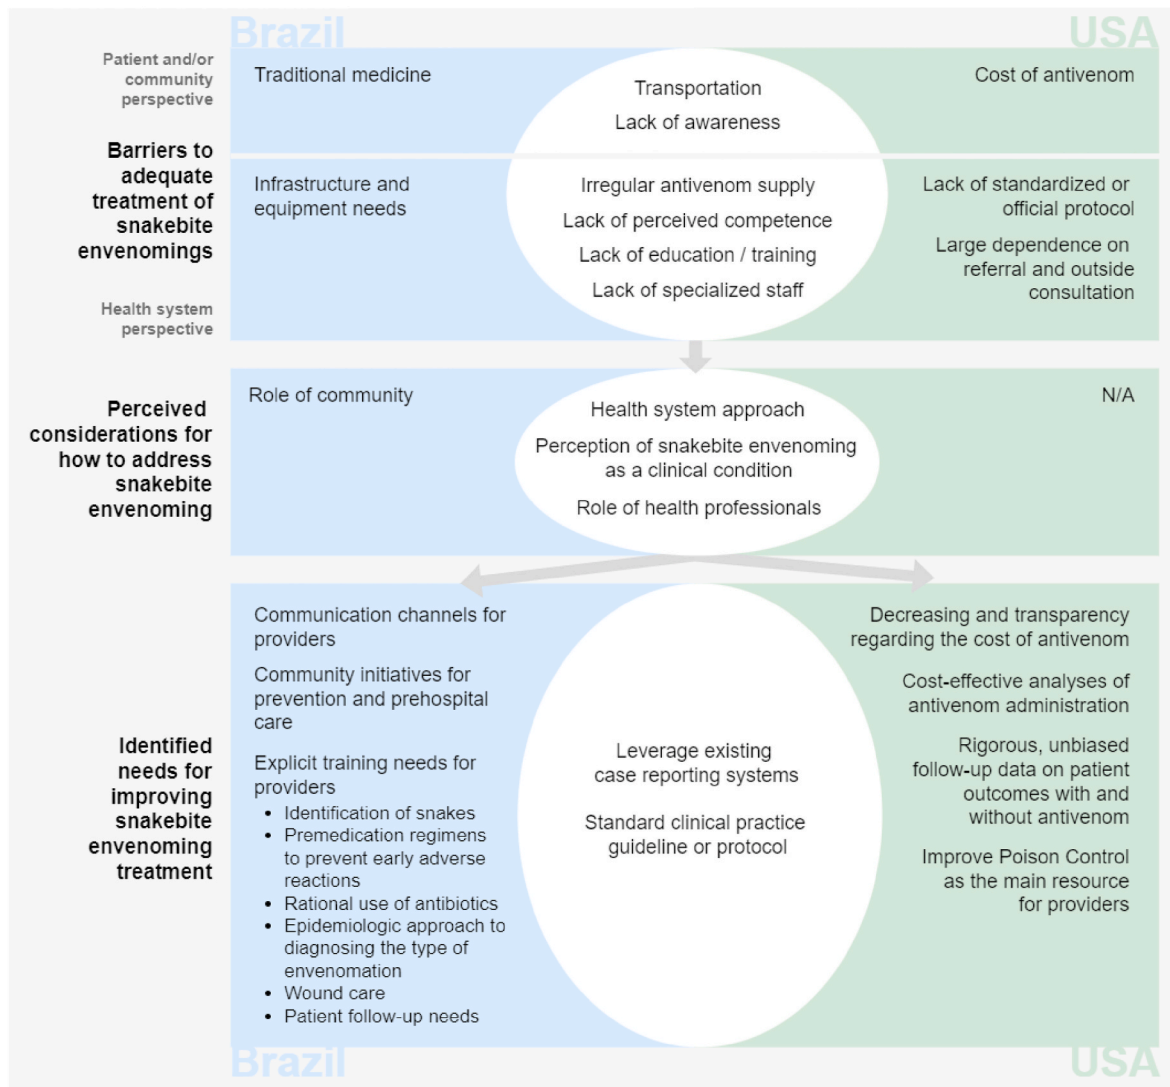 Brazil
USA
Patient and/or
community
perspective
Barriers to
adequate
treatment of
snakebite
envenomings
Health system
perspective
Traditional medicine
Transportation
Lack of awareness
Cost of antivenom
Infrastructure and
equipment needs
Irregular antivenom supply
Lack of perceived competence
Lack of education / training
Lack of specialized staff
Lack of standardized or
official protocol
Large dependence on
referral and outside
consultation
Perceived
considerations for
how to address
snakebite
envenoming
Role of community
Health system approach
Perception of snakebite envenoming
as a clinical condition
Role of health professionals
N/A
Identified
needs for
improving
snakebite
envenoming
treatment
Communication channels for
providers
Community initiatives for
prevention and prehospital
care
Explicit training needs for
providers
• Identification of snakes
• Premedication regimens
to prevent early adverse
reactions
• Rational use of antibiotics
• Epidemiologic approach to
diagnosing the type of
envenomation
• Wound care
• Patient follow-up needs
Leverage existing
case reporting systems
Standard clinical practice
guideline or protocol
Decreasing and transparency
regarding the cost of antivenom
Cost-effective analyses of
antivenom administration
Rigorous, unbiased
follow-up data on patient
outcomes with and
without antivenom
Improve Poison Control
as the main resource
for providers
Brazil
USA